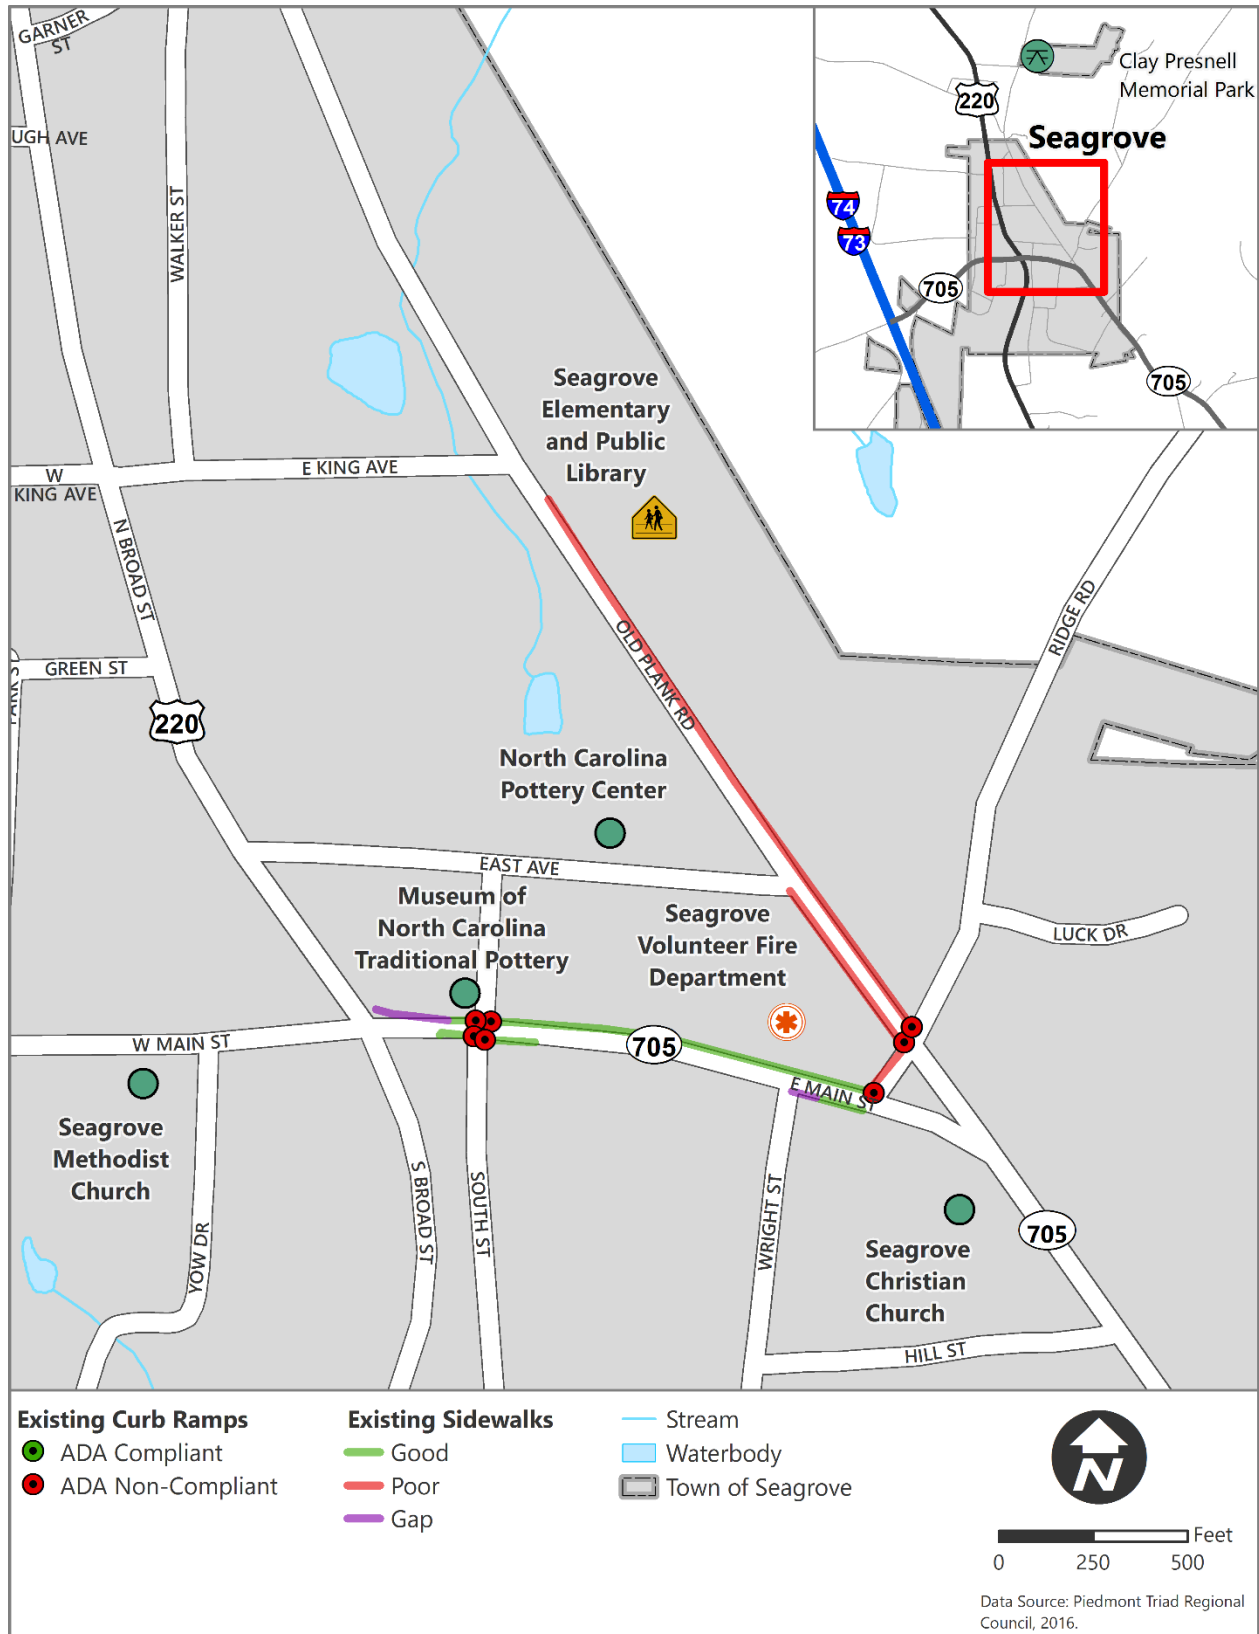 GARNER
ST
UGH AVE
WALKER ST
W
KING AVE
E KING AVE
N BROAD ST
GREEN ST
PARK S
220
Seagrove
Elementary
and Public
Library
OLD PLANK RD
RIDGE RD
North Carolina
Pottery Center
EAST AVE
Museum of
North Carolina
Traditional Pottery
Seagrove
Volunteer Fire
Department
LUCK DR
W MAIN ST
705
E MAIN ST
Seagrove
Methodist
Church
YOW DR
S BROAD ST
SOUTH ST
WRIGHT ST
Seagrove
Christian
Church
705
HILL ST
Clay Presnell
Memorial Park
220
Seagrove
74
73
705
705
Existing Curb Ramps
ADA Compliant
ADA Non-Compliant
Existing Sidewalks
Good
Poor
Gap
Stream
Waterbody
Town of Seagrove
N
Feet
0 250 500
Data Source: Piedmont Triad Regional
Council, 2016.